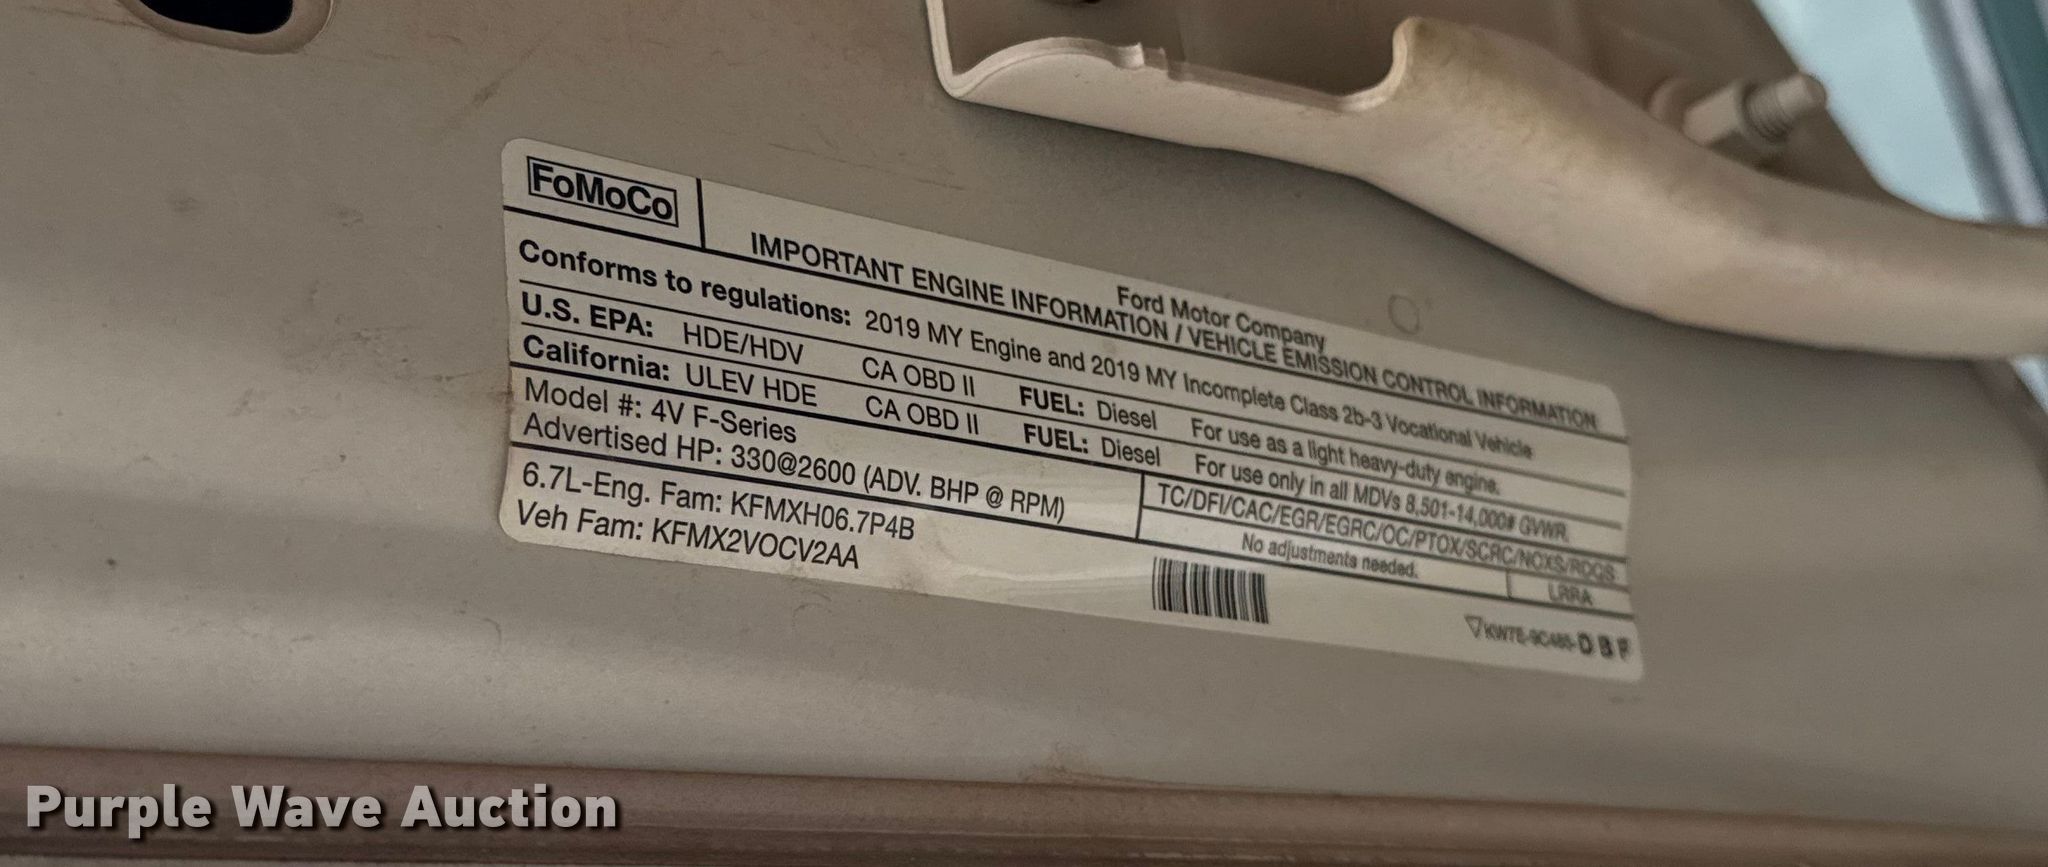 FoMoCo
Ford Motor Company
IMPORTANT ENGINE INFORMATION / VEHICLE EMISSION CONTROL INFORMATION
Conforms to regulations: 2019 MY Engine and 2019 MY Incomplete Class 2b-3 Vocational Vehicle
U.S. EPA: HDE/HDV CA OBD II FUEL: Diesel For use as a light heavy-duty engine.
California: ULEV HDE CA OBD II FUEL: Diesel For use only in all MDVs 8,501-14,000# GVWR.
Model #: 4V F-Series
Advertised HP: 330@2600 (ADV. BHP @ RPM)
TC/DFI/CAC/EGR/EGRC/OC/PTOX/SCRC/NOXS/RDQS
No adjustments needed.
LRRA
6.7L-Eng. Fam: KFMXH06.7P4B
Veh Fam: KFMX2VOCV2AA
D B F
Purple Wave Auction